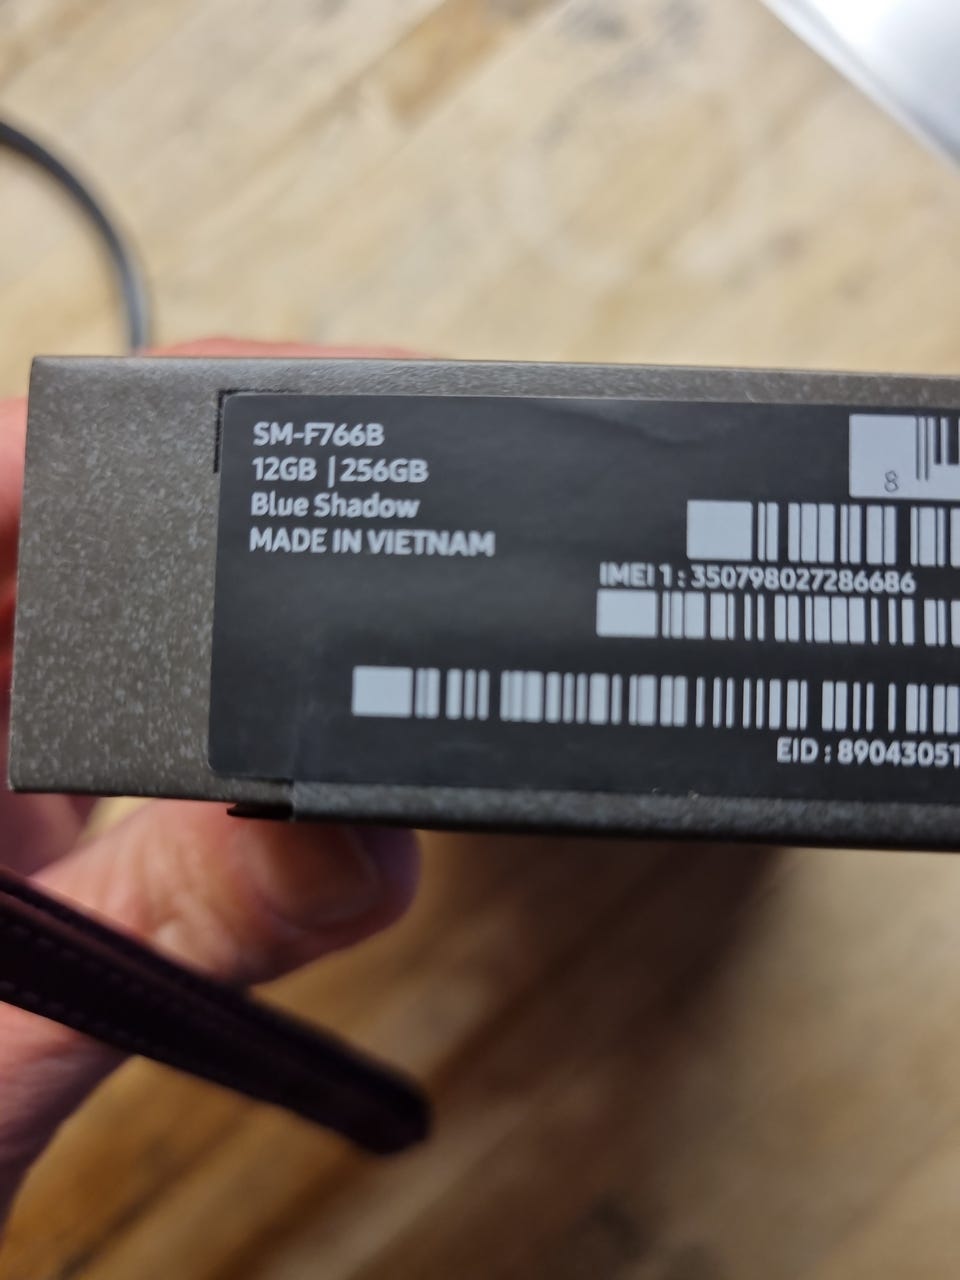 SM-F766B
12GB | 256GB
Blue Shadow
MADE IN VIETNAM
8
IMEI 1 : 350798027286686
EID : 89043051